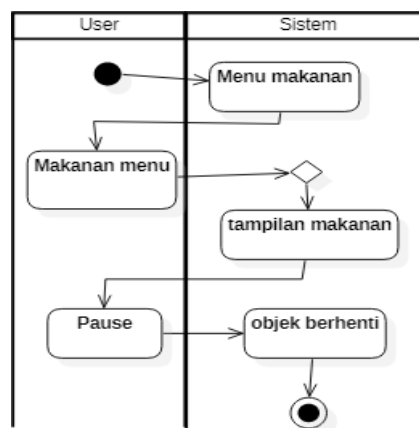 User
Sistem
Menu makanan
Makanan menu
tampilan makanan
Pause
objek berhenti